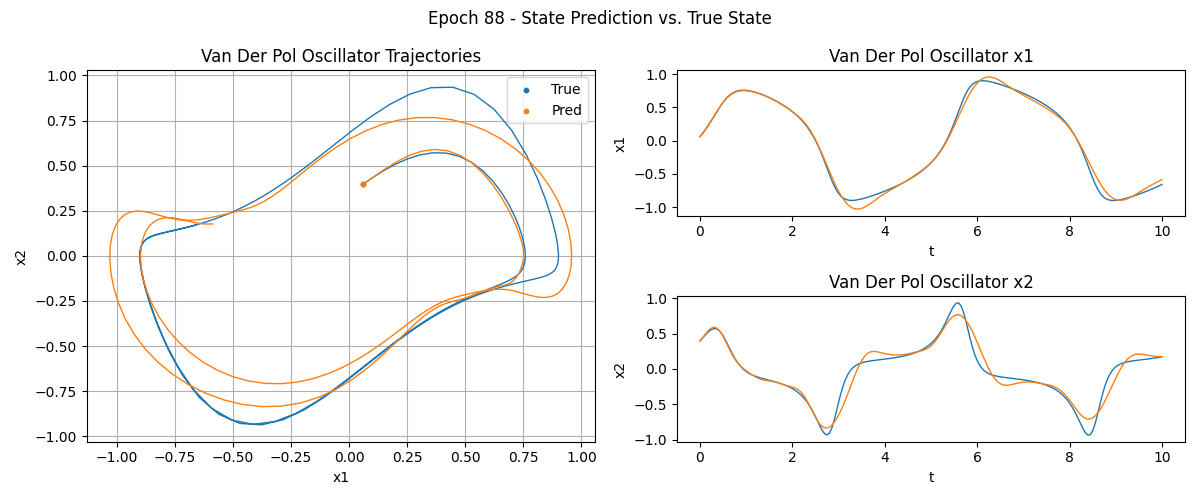 Epoch 88 - State Prediction vs. True State
Van Der Pol Oscillator Trajectories
True
Pred
1.00
0.75
0.50
0.25
0.00
−0.25
−0.50
−0.75
−1.00
x2
−1.00 −0.75 −0.50 −0.25 0.00 0.25 0.50 0.75 1.00
x1
Van Der Pol Oscillator x1
1.0
0.5
0.0
−0.5
−1.0
x1
0 2 4 6 8 10
t
Van Der Pol Oscillator x2
1.0
0.5
0.0
−0.5
−1.0
x2
0 2 4 6 8 10
t